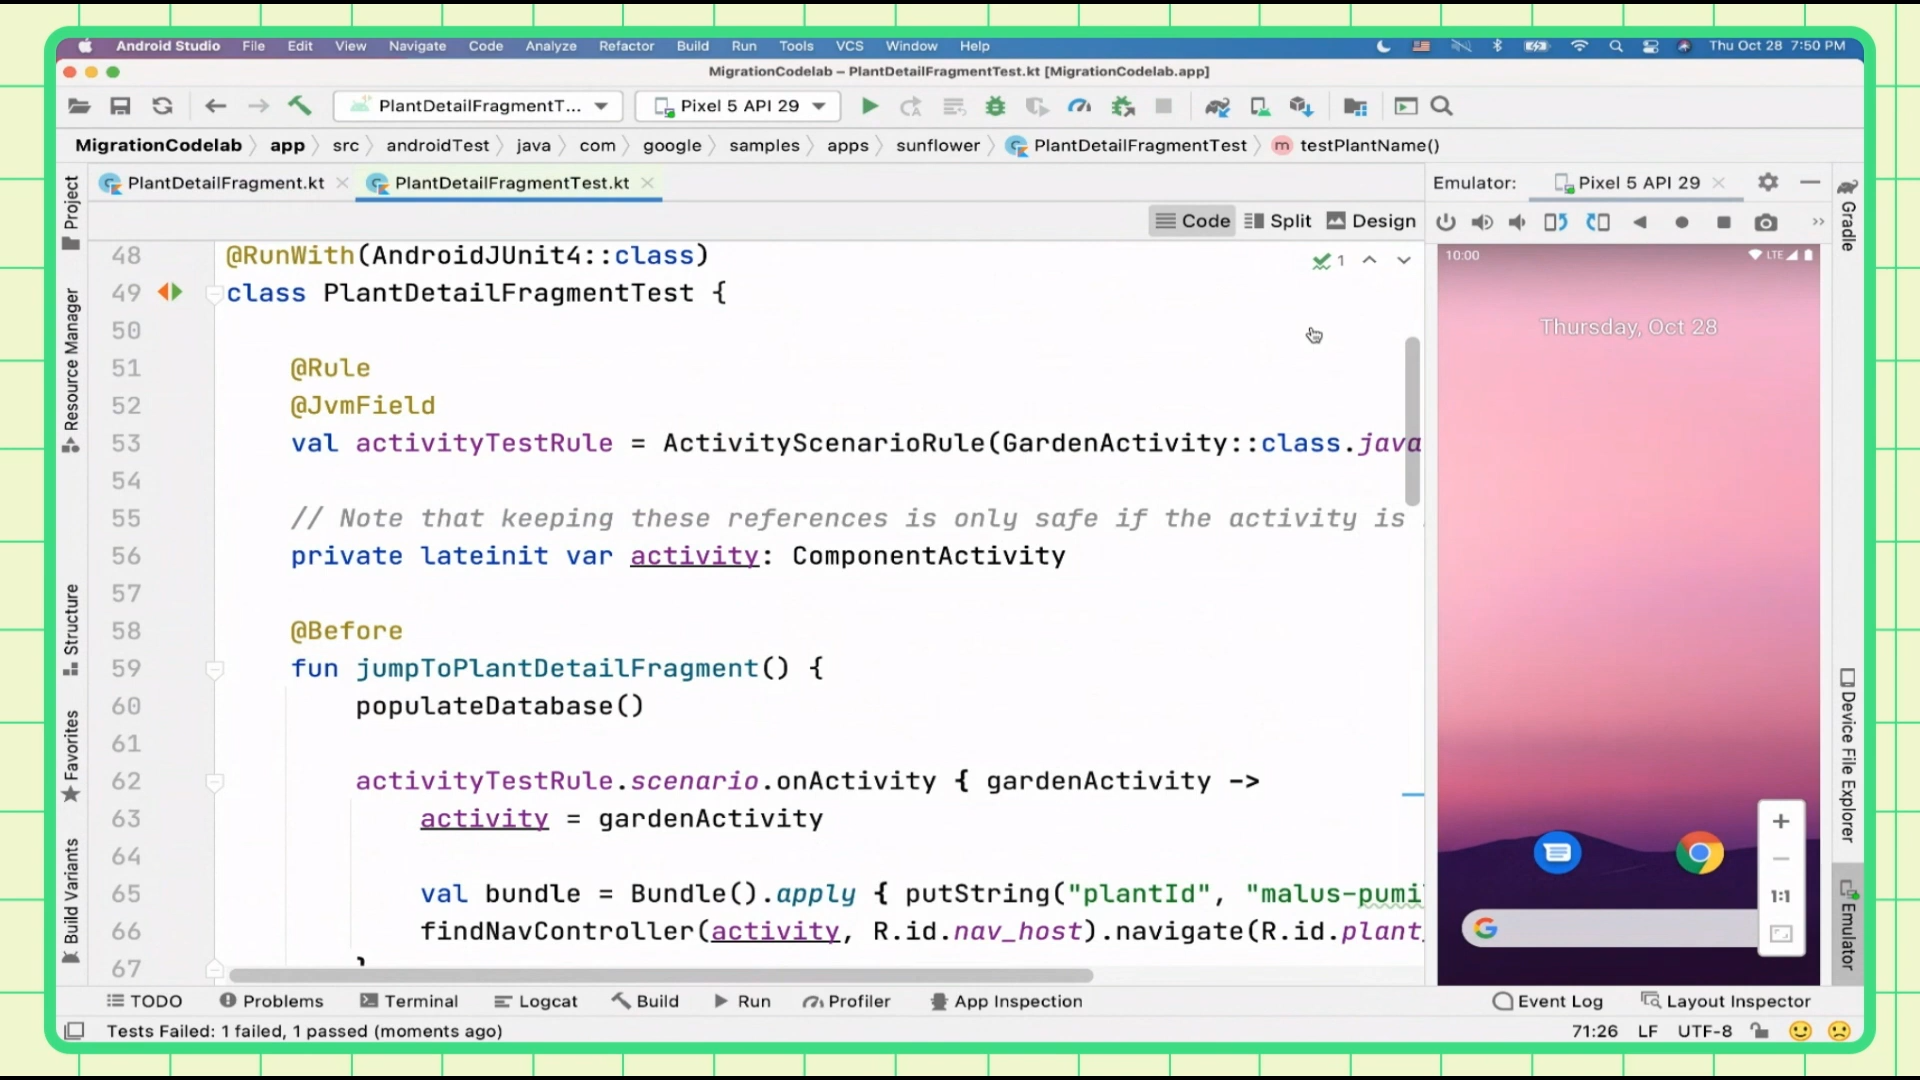 Android Studio File Edit View Navigate Code Analyze Refactor Build Run Tools VCS Window Help Thu Oct 28 7:50 PM
MigrationCodelab – PlantDetailFragmentTest.kt [MigrationCodelab.app]
PlantDetailFragmentT... Pixel 5 API 29
MigrationCodelab app src androidTest java com google samples apps sunflower PlantDetailFragmentTest m testPlantName()
PlantDetailFragment.kt PlantDetailFragmentTest.kt
Emulator: Pixel 5 API 29
Code Split Design
Project
Resource Manager
Structure
Favorites
Build Variants
1
48 @RunWith(AndroidJUnit4::class)
49 class PlantDetailFragmentTest {
50
51 @Rule
52 @JvmField
53 val activityTestRule = ActivityScenarioRule(GardenActivity::class.java
54
55 // Note that keeping these references is only safe if the activity is
56 private lateinit var activity: ComponentActivity
57
58 @Before
59 fun jumpToPlantDetailFragment() {
60 populateDatabase()
61
62 activityTestRule.scenario.onActivity { gardenActivity ->
63 activity = gardenActivity
64
65 val bundle = Bundle().apply { putString("plantId", "malus-pumi
66 findNavController(activity, R.id.nav_host).navigate(R.id.plant
67 }
10:00 LTE
Thursday, Oct 28
G
1:1
Gradle
Device File Explorer
Emulator
TODO Problems Terminal Logcat Build Run Profiler App Inspection Event Log Layout Inspector
Tests Failed: 1 failed, 1 passed (moments ago) 71:26 LF UTF-8